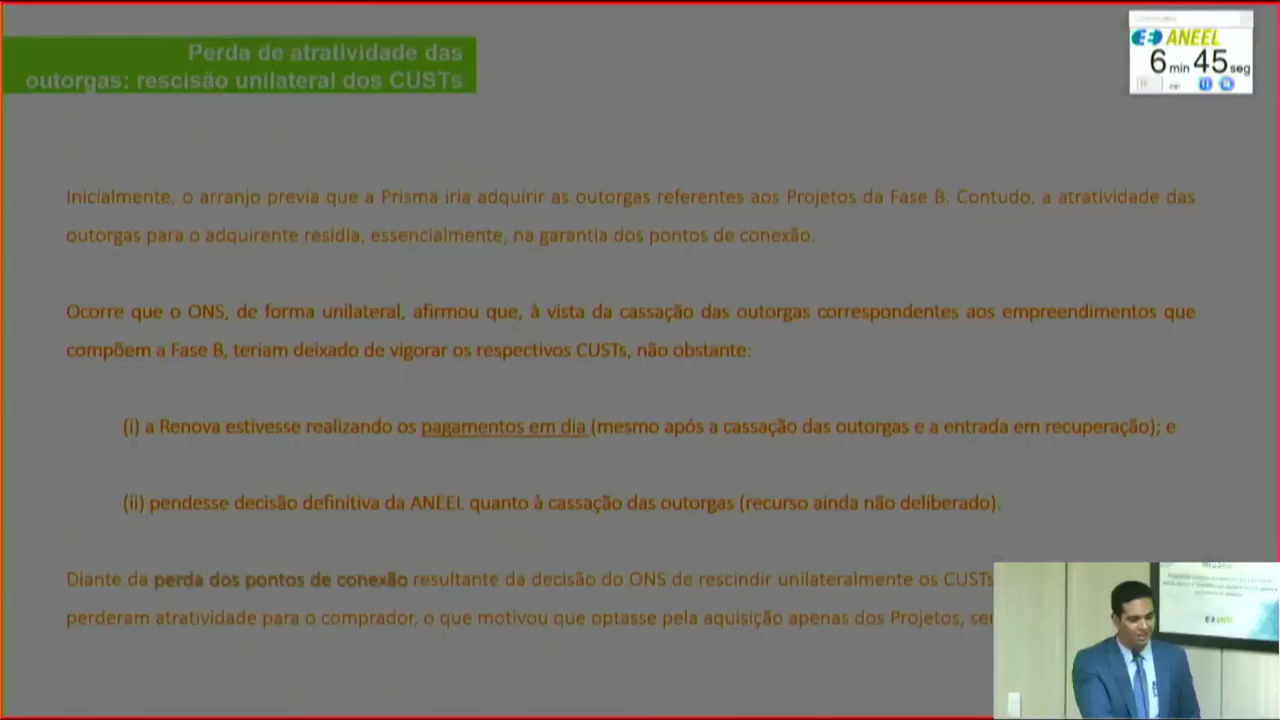 Perda de atratividade das
outorgas: rescisão unilateral dos CUSTs
ANEEL
6 min 45 seg
Inicialmente, o arranjo previa que a Prisma iria adquirir as outorgas referentes aos Projetos da Fase B. Contudo, a atratividade das
outorgas para o adquirente residia, essencialmente, na garantia dos pontos de conexão.
Ocorre que o ONS, de forma unilateral, afirmou que, à vista da cassação das outorgas correspondentes aos empreendimentos que
compõem a Fase B, teriam deixado de vigorar os respectivos CUSTs, não obstante:
(i) a Renova estivesse realizando os pagamentos em dia (mesmo após a cassação das outorgas e a entrada em recuperação); e
(ii) pendesse decisão definitiva da ANEEL quanto à cassação das outorgas (recurso ainda não deliberado).
Diante da perda dos pontos de conexão resultante da decisão do ONS de rescindir unilateralmente os CUSTs
perderam atratividade para o comprador, o que motivou que optasse pela aquisição apenas dos Projetos,
ANEEL